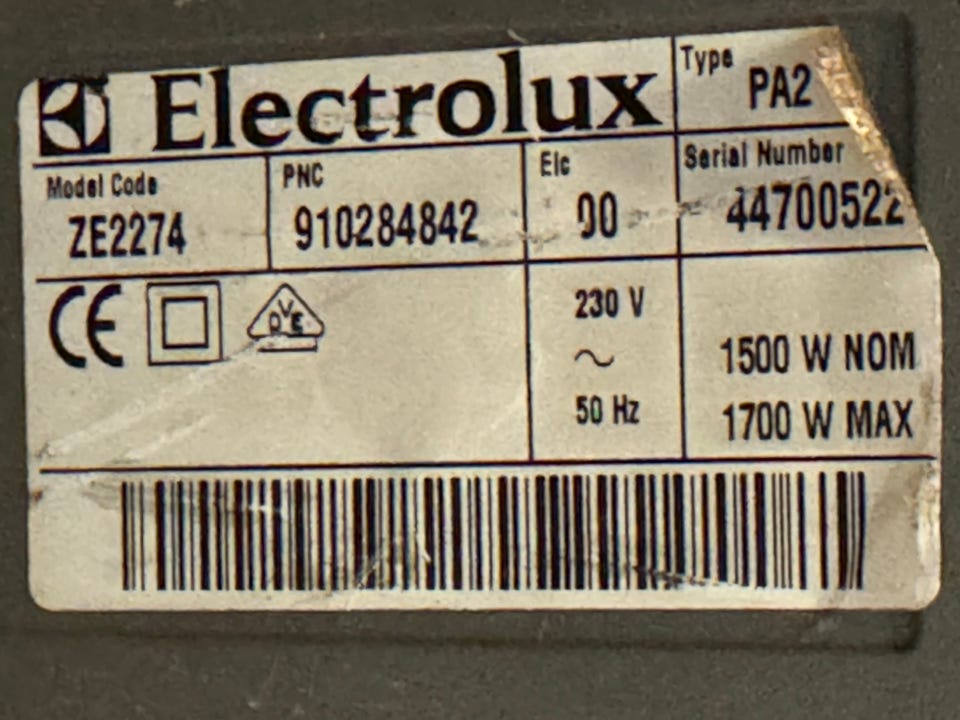 Electrolux
Type
PA2
Model Code
ZE2274
PNC
910284842
Elc
00
Serial Number
44700522
CE
DVE
230 V
~
50 Hz
1500 W NOM
1700 W MAX